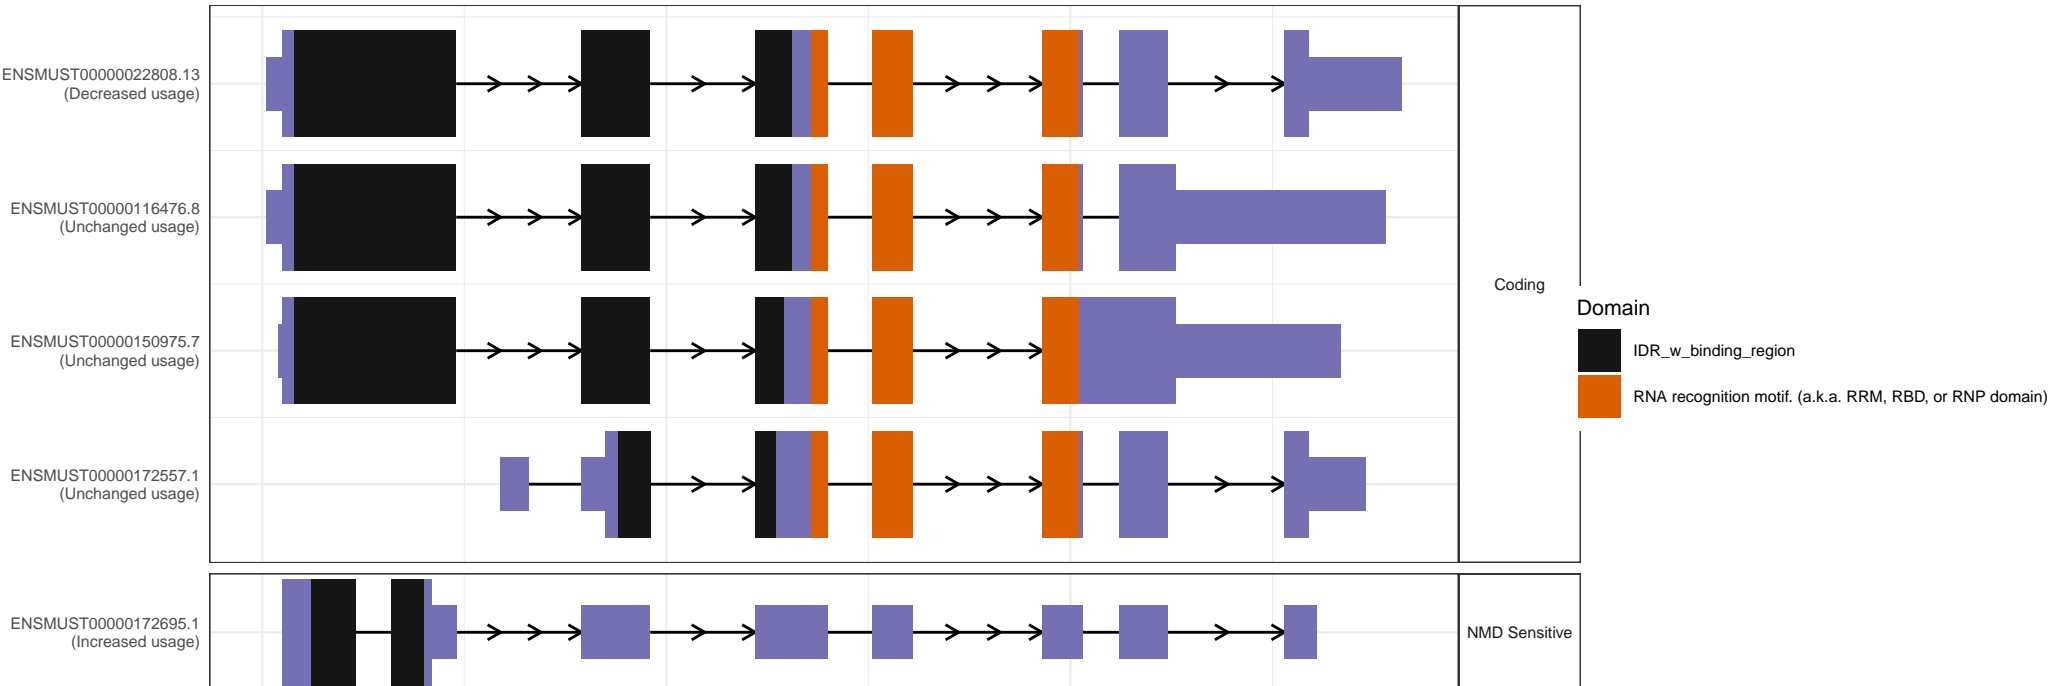 ENSMUST00000022808.13
(Decreased usage)
ENSMUST00000116476.8
(Unchanged usage)
ENSMUST00000150975.7
(Unchanged usage)
ENSMUST00000172557.1
(Unchanged usage)
ENSMUST00000172695.1
(Increased usage)
Coding
NMD Sensitive
Domain
IDR_w_binding_region
RNA recognition motif. (a.k.a. RRM, RBD, or RNP domain)